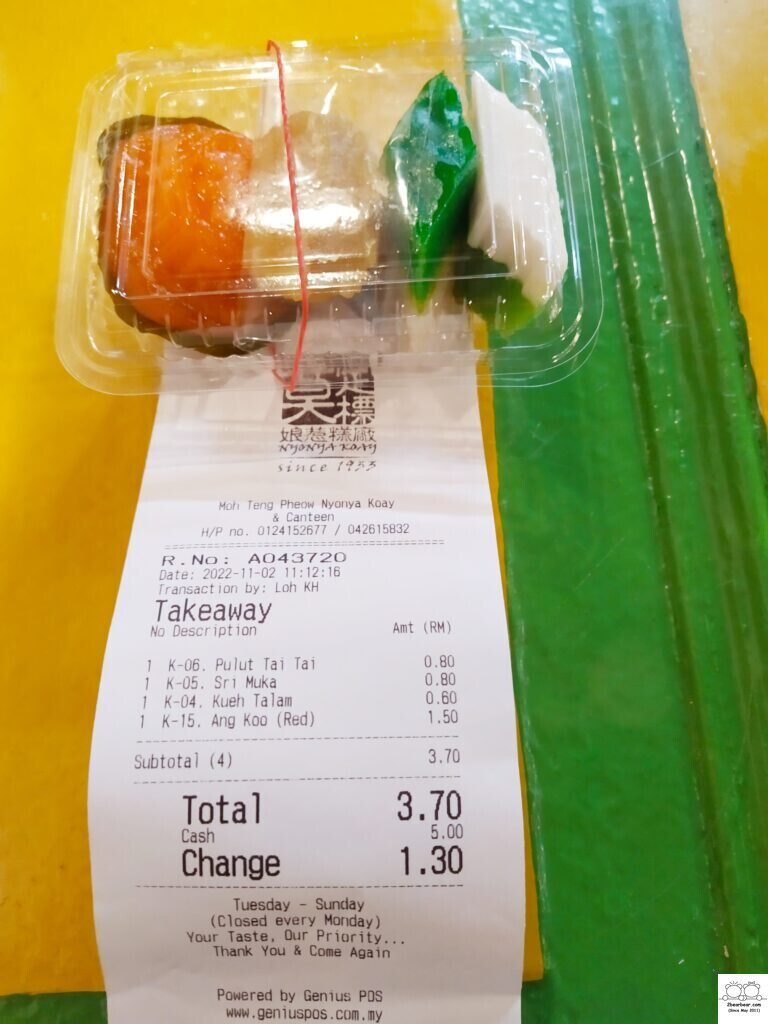 娘惹糕廠
NYONYA KOAY
since 1933
Moh Teng Pheow Nyonya Koay
& Canteen
H/P no. 0124152677 / 042615832
R.No: A043720
Date: 2022-11-02 11:12:16
Transaction by: Loh KH
Takeaway
No Description Amt (RM)
1 K-06. Pulut Tai Tai 0.80
1 K-05. Sri Muka 0.80
1 K-04. Kueh Talam 0.60
1 K-15. Ang Koo (Red) 1.50
Subtotal (4) 3.70
Total 3.70
Cash 5.00
Change 1.30
Tuesday - Sunday
(Closed every Monday)
Your Taste, Our Priority...
Thank You & Come Again
Powered by Genius POS
www.geniuspos.com.my
2bearbear.com
(Since May 2011)